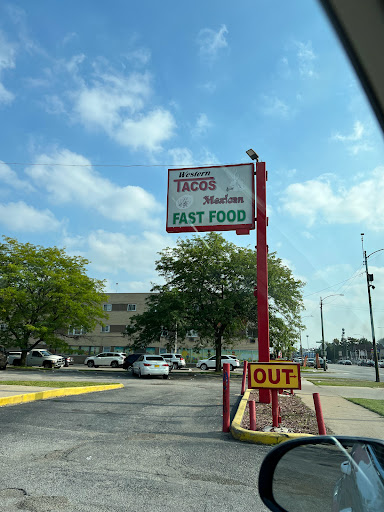 Western
TACOS
Mexican
FAST FOOD
OUT